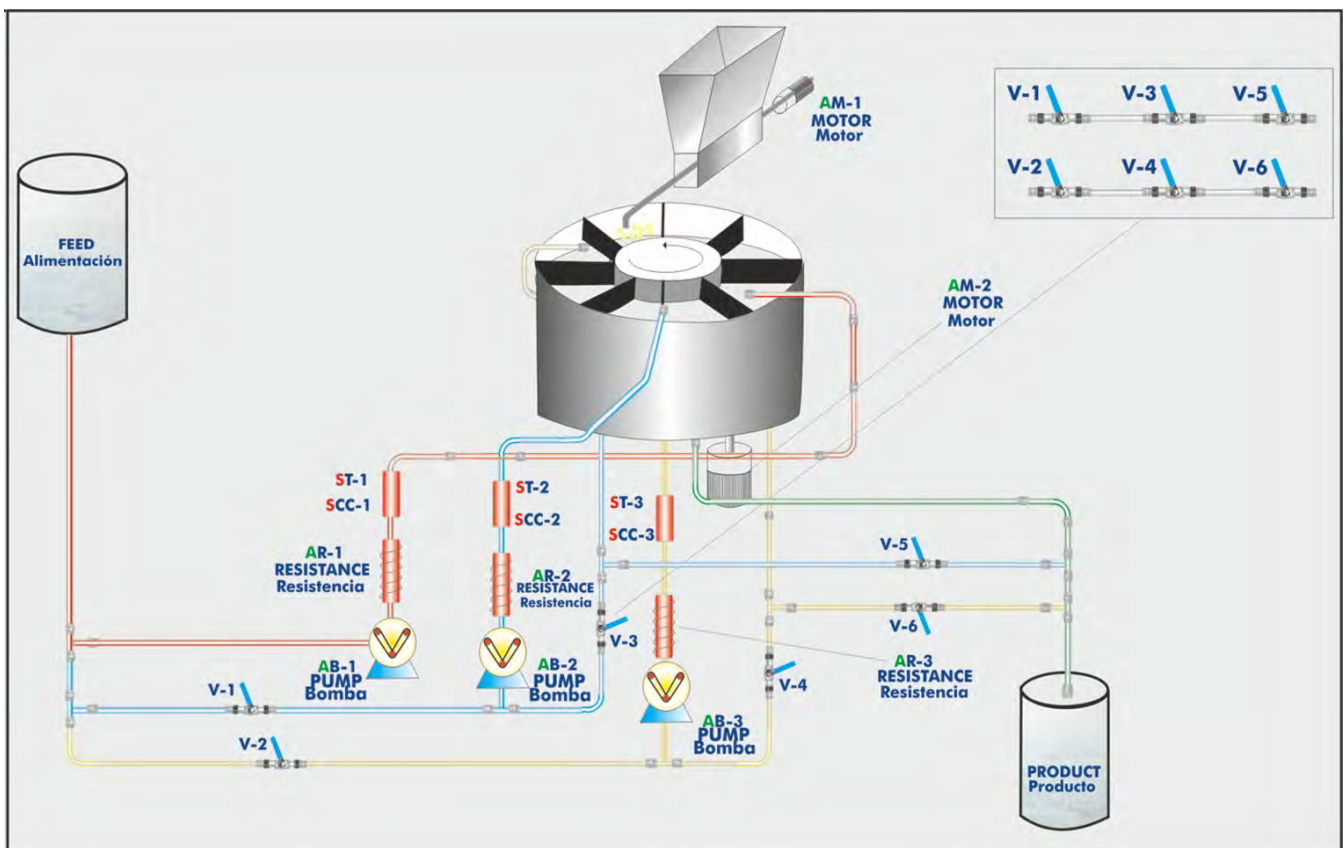 AM-1
MOTOR
Motor
V-1 V-3 V-5
V-2 V-4 V-6
FEED
Alimentación
AM-2
MOTOR
Motor
ST-1
SCC-1
ST-2
SCC-2
ST-3
SCC-3
AR-1
RESISTANCE
Resistencia
AR-2
RESISTANCE
Resistencia
V-5
V-6
V-3
AB-1
PUMP
Bomba
AB-2
PUMP
Bomba
AR-3
RESISTANCE
Resistencia
V-4
V-1
V-2
AB-3
PUMP
Bomba
PRODUCT
Producto